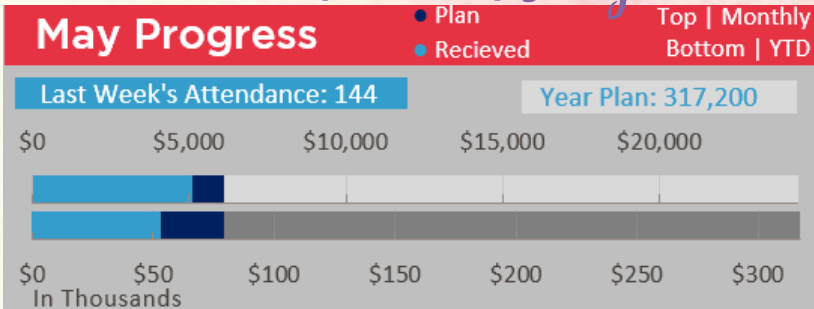 May Progress
Plan
Recieved
Top | Monthly
Bottom | YTD
Last Week's Attendance: 144
Year Plan: 317,200
$0 $5,000 $10,000 $15,000 $20,000
$0 $50 $100 $150 $200 $250 $300
In Thousands